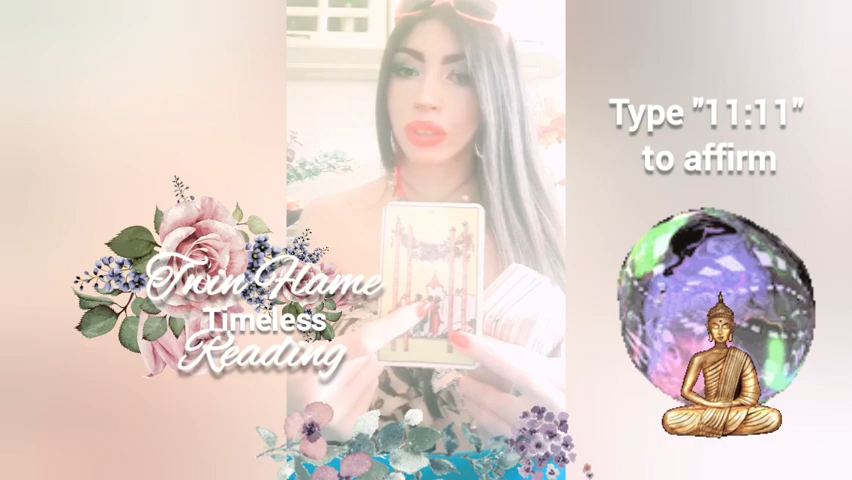 Twin Flame
Timeless
Reading
Type "11:11"
to affirm